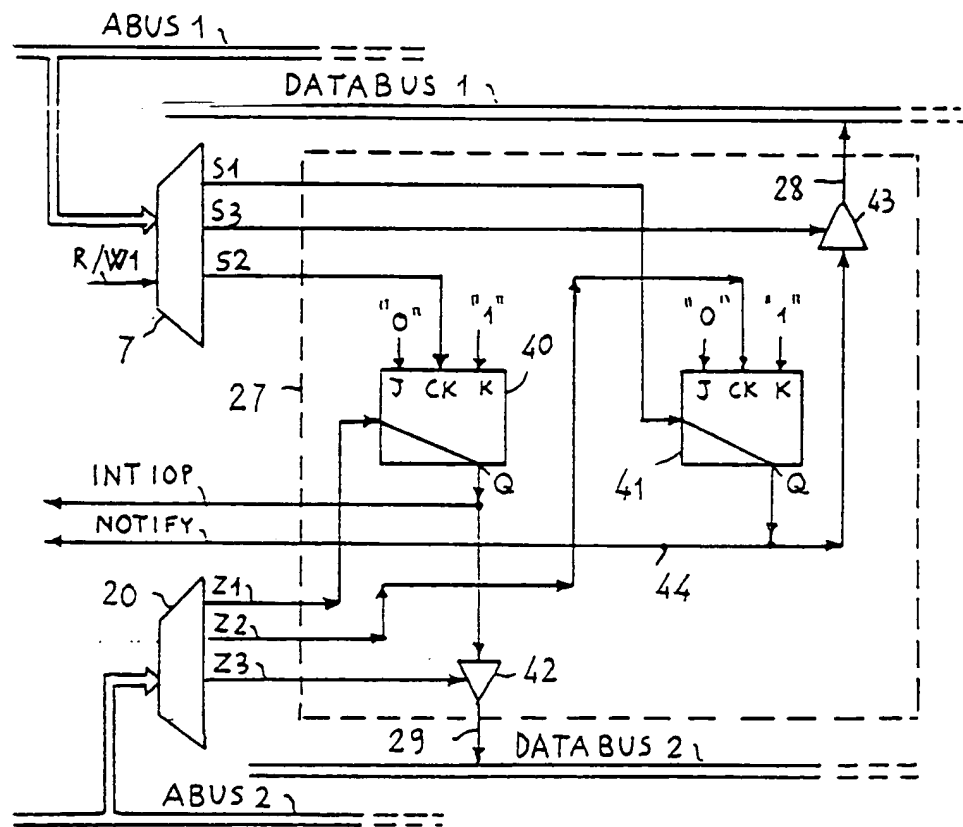 ABUS 1
DATABUS 1
S1
28
43
S3
R/W1
S2
"0"
"1"
"0"
"1"
7
J CK K
40
J CK K
27
Q
41
Q
INT IOP
NOTIFY
44
20
Z1
Z2
Z3
42
29
DATABUS 2
ABUS 2